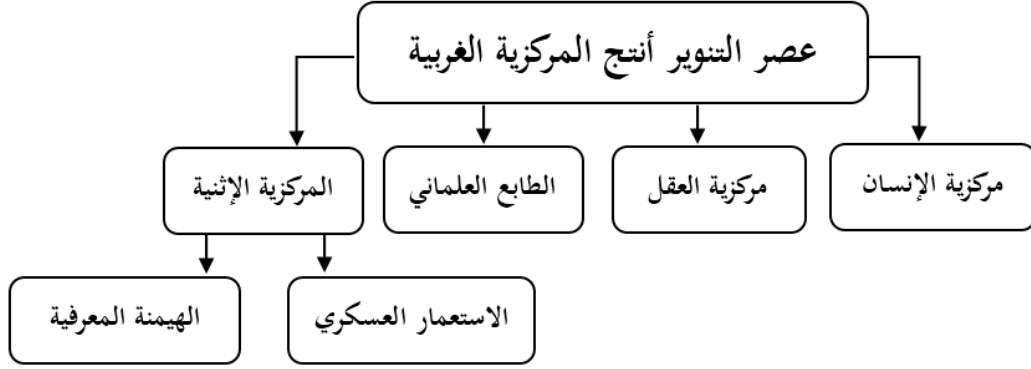 عصر التنوير أنتج المركزية الغربية
مركزية الإنسان
مركزية العقل
الطابع العلماني
المركزية الإثنية
الاستعمار العسكري
الهيمنة المعرفية